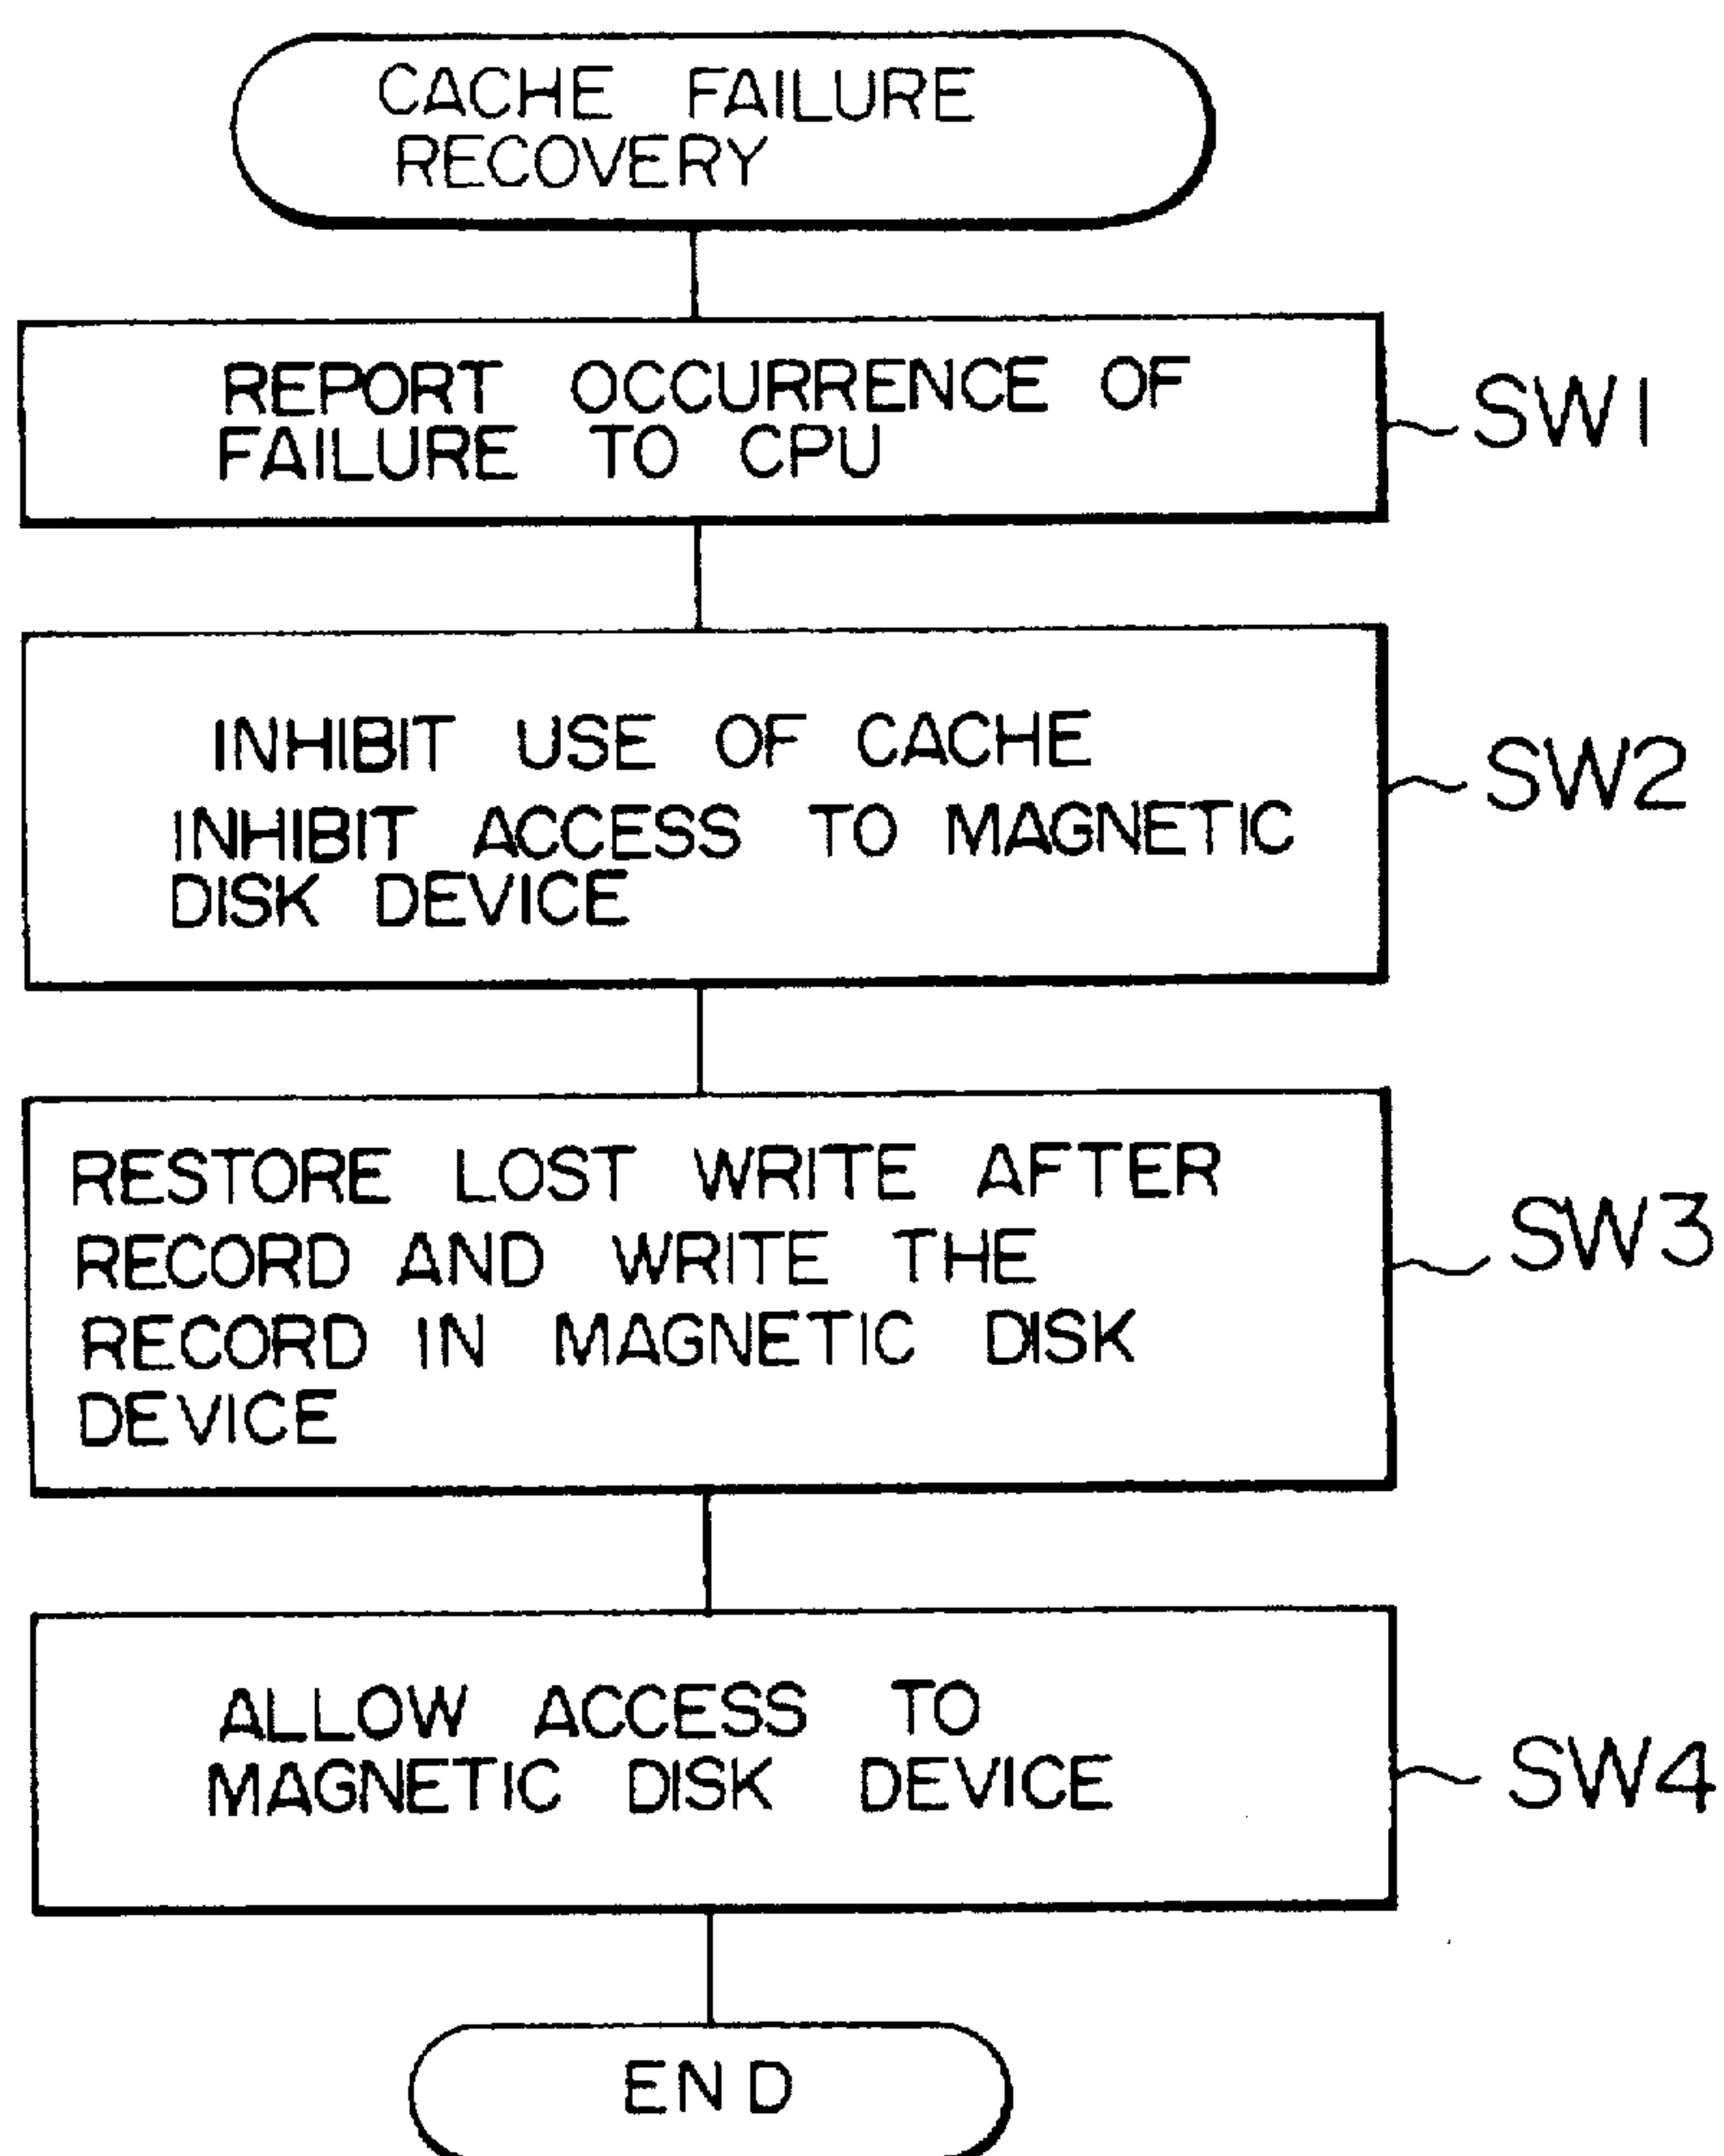 CACHE FAILURE
RECOVERY
REPORT OCCURRENCE OF
FAILURE TO CPU
SW1
INHIBIT USE OF CACHE
INHIBIT ACCESS TO MAGNETIC
DISK DEVICE
SW2
RESTORE LOST WRITE AFTER
RECORD AND WRITE THE
RECORD IN MAGNETIC DISK
DEVICE
SW3
ALLOW ACCESS TO
MAGNETIC DISK DEVICE
SW4
END